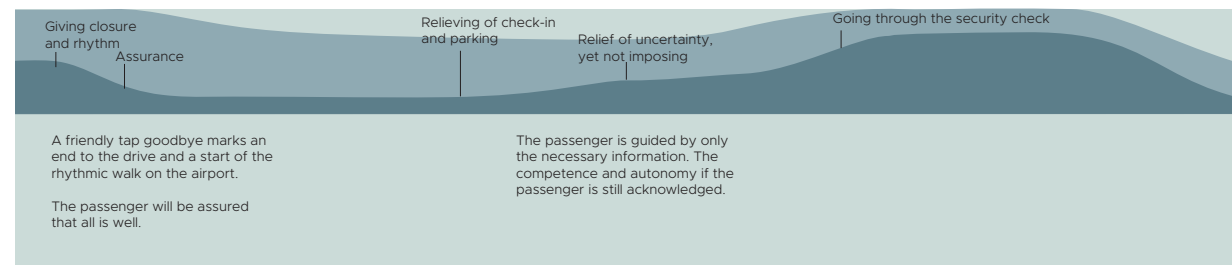 Giving closure
and rhythm
Assurance
Relieving of check-in
and parking
Relief of uncertainty,
yet not imposing
Going through the security check
A friendly tap goodbye marks an
end to the drive and a start of the
rhythmic walk on the airport.
The passenger will be assured
that all is well.
The passenger is guided by only
the necessary information. The
competence and autonomy if the
passenger is still acknowledged.